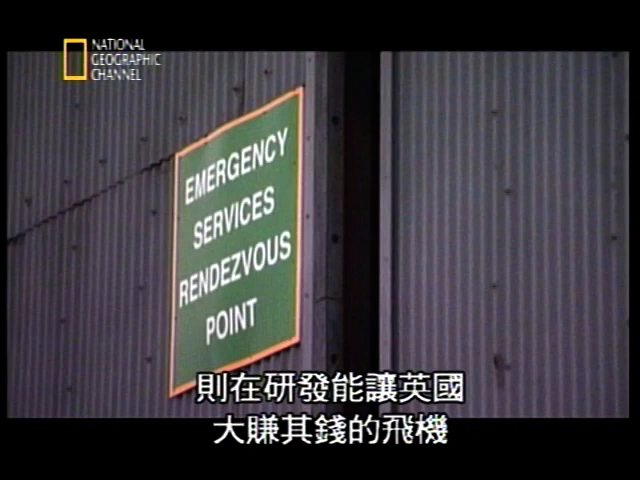 NATIONAL
GEOGRAPHIC
CHANNEL
EMERGENCY
SERVICES
RENDEZVOUS
POINT
則在研發能讓英國
大賺其錢的飛機